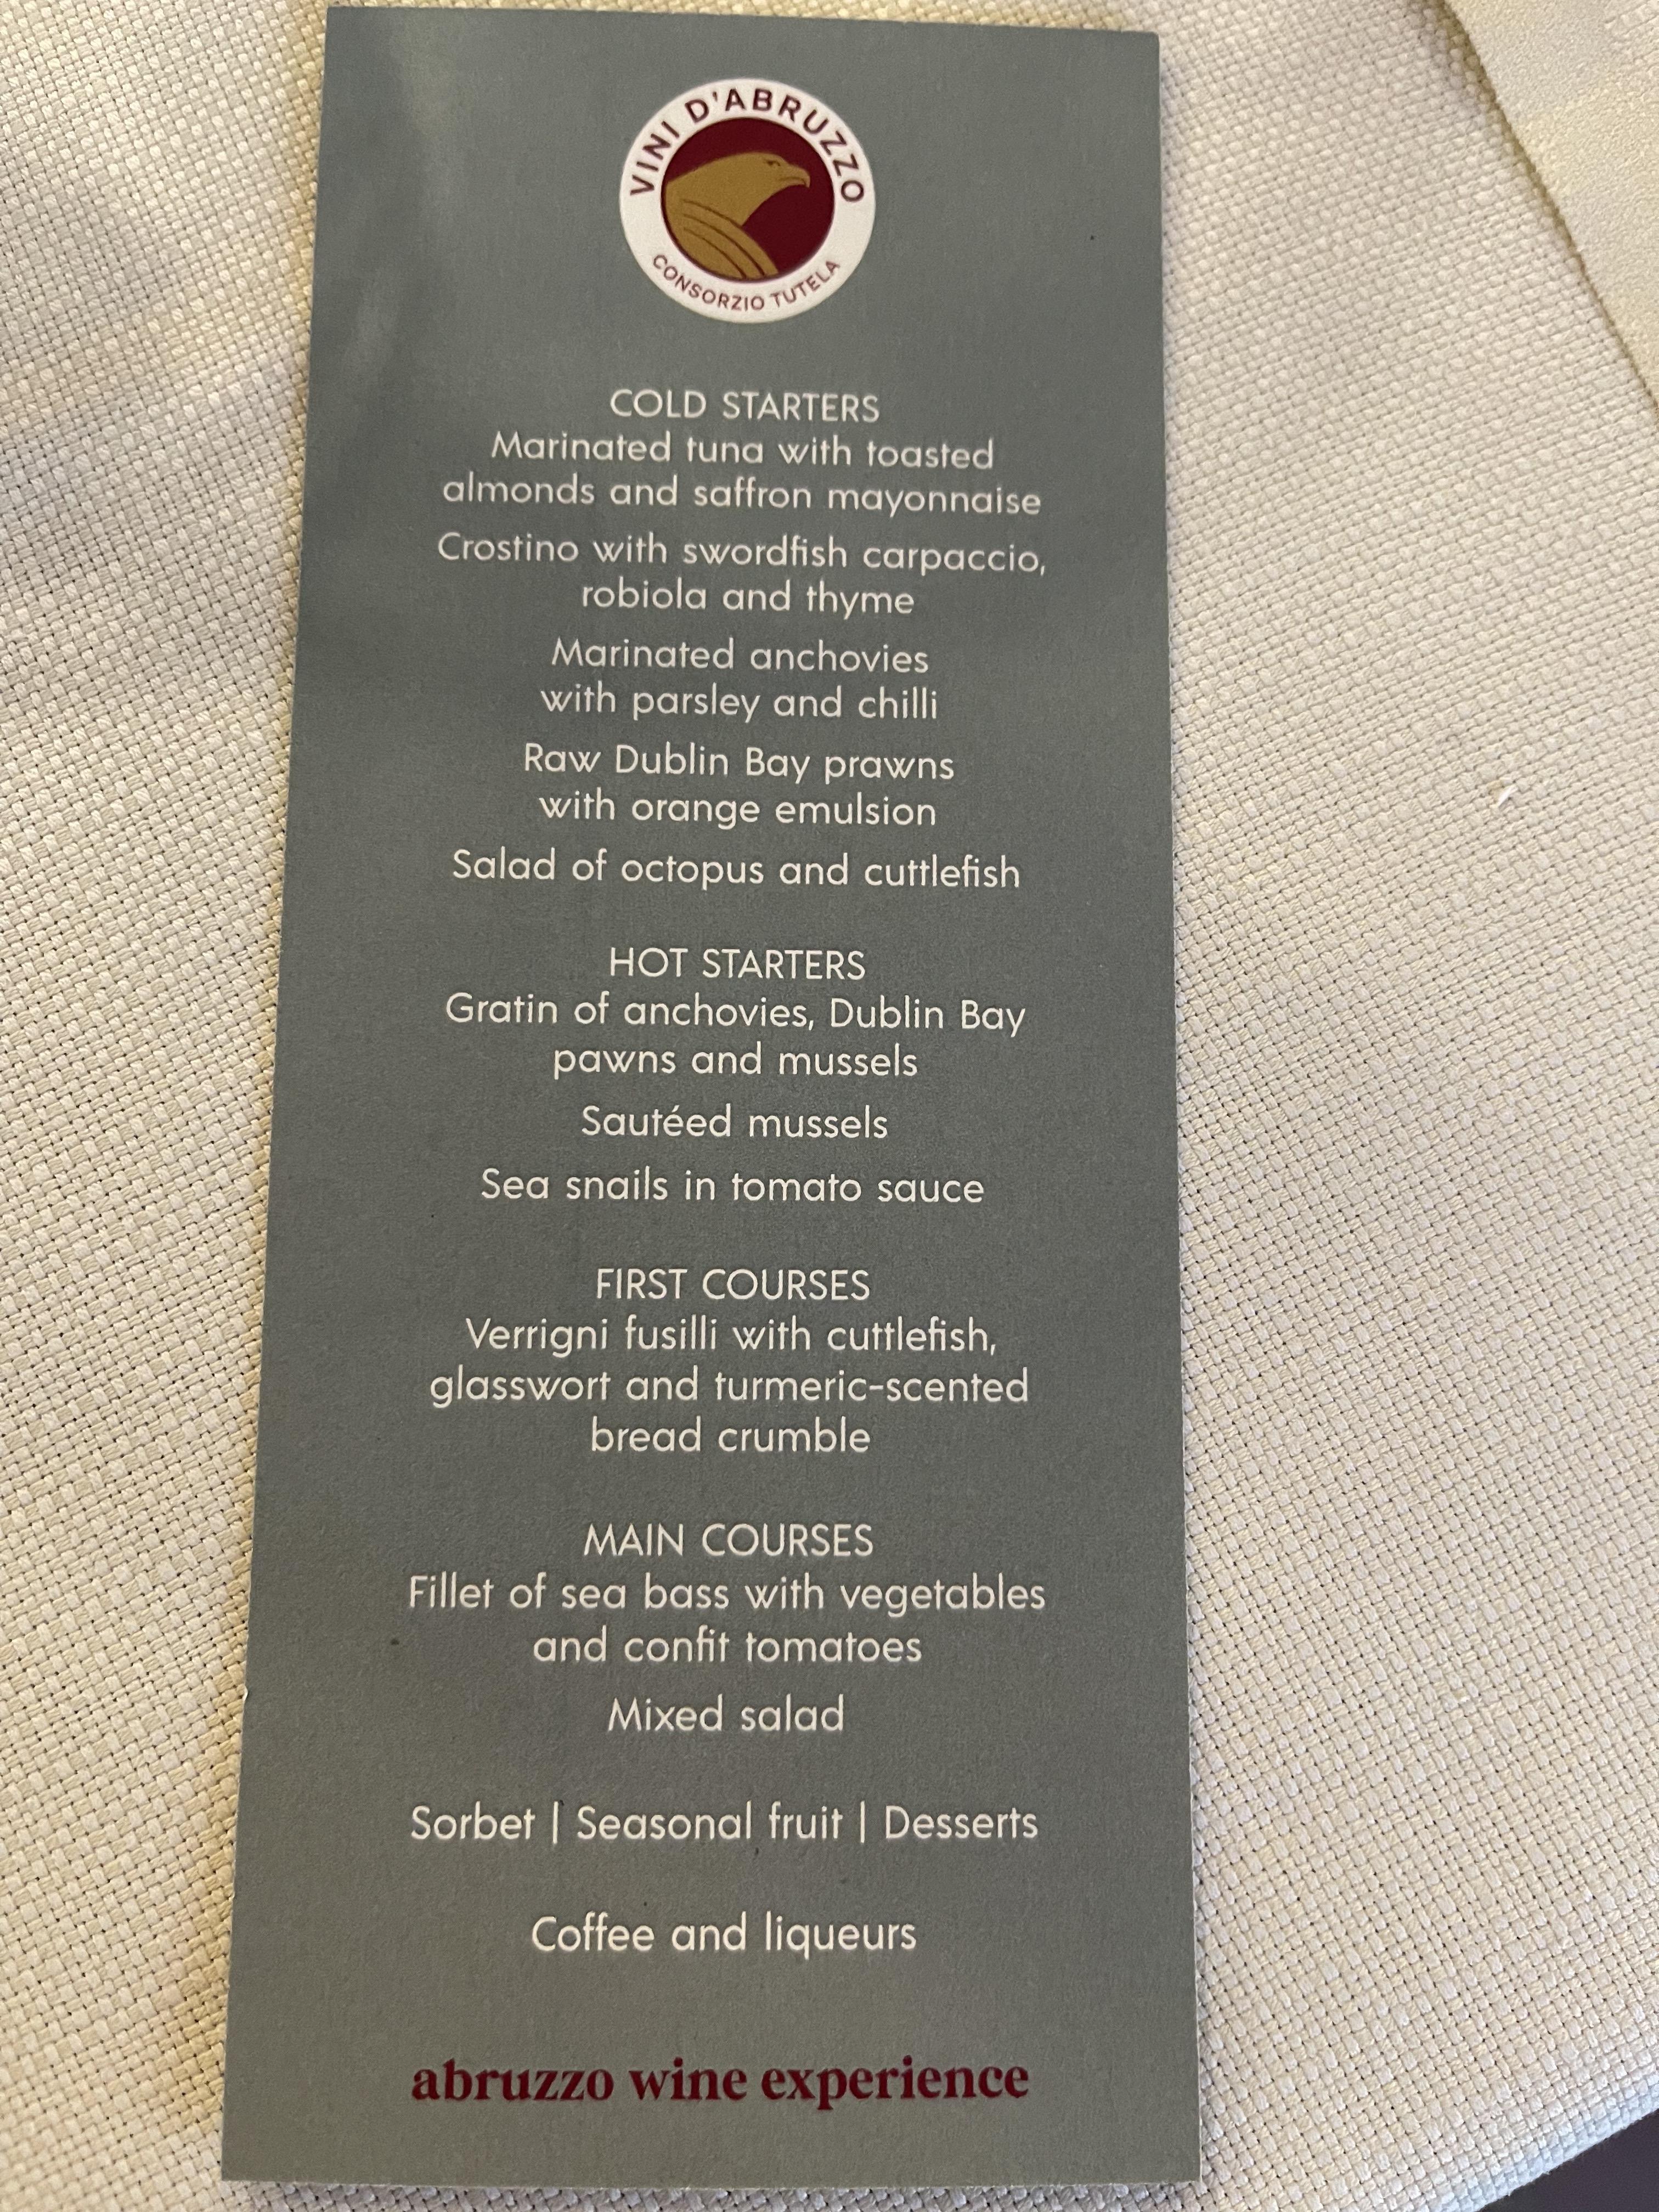 VINI D'ABRUZZO
CONSORZIO TUTELA
COLD STARTERS
Marinated tuna with toasted
almonds and saffron mayonnaise
Crostino with swordfish carpaccio,
robiola and thyme
Marinated anchovies
with parsley and chilli
Raw Dublin Bay prawns
with orange emulsion
Salad of octopus and cuttlefish
HOT STARTERS
Gratin of anchovies, Dublin Bay
pawns and mussels
Sautéed mussels
Sea snails in tomato sauce
FIRST COURSES
Verrigni fusilli with cuttlefish,
glasswort and turmeric-scented
bread crumble
MAIN COURSES
Fillet of sea bass with vegetables
and confit tomatoes
Mixed salad
Sorbet | Seasonal fruit | Desserts
Coffee and liqueurs
abruzzo wine experience